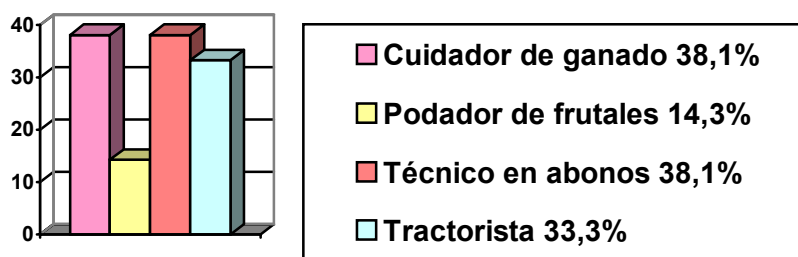 40
30
20
10
0
Cuidador de ganado 38,1%
Podador de frutales 14,3%
Técnico en abonos 38,1%
Tractorista 33,3%